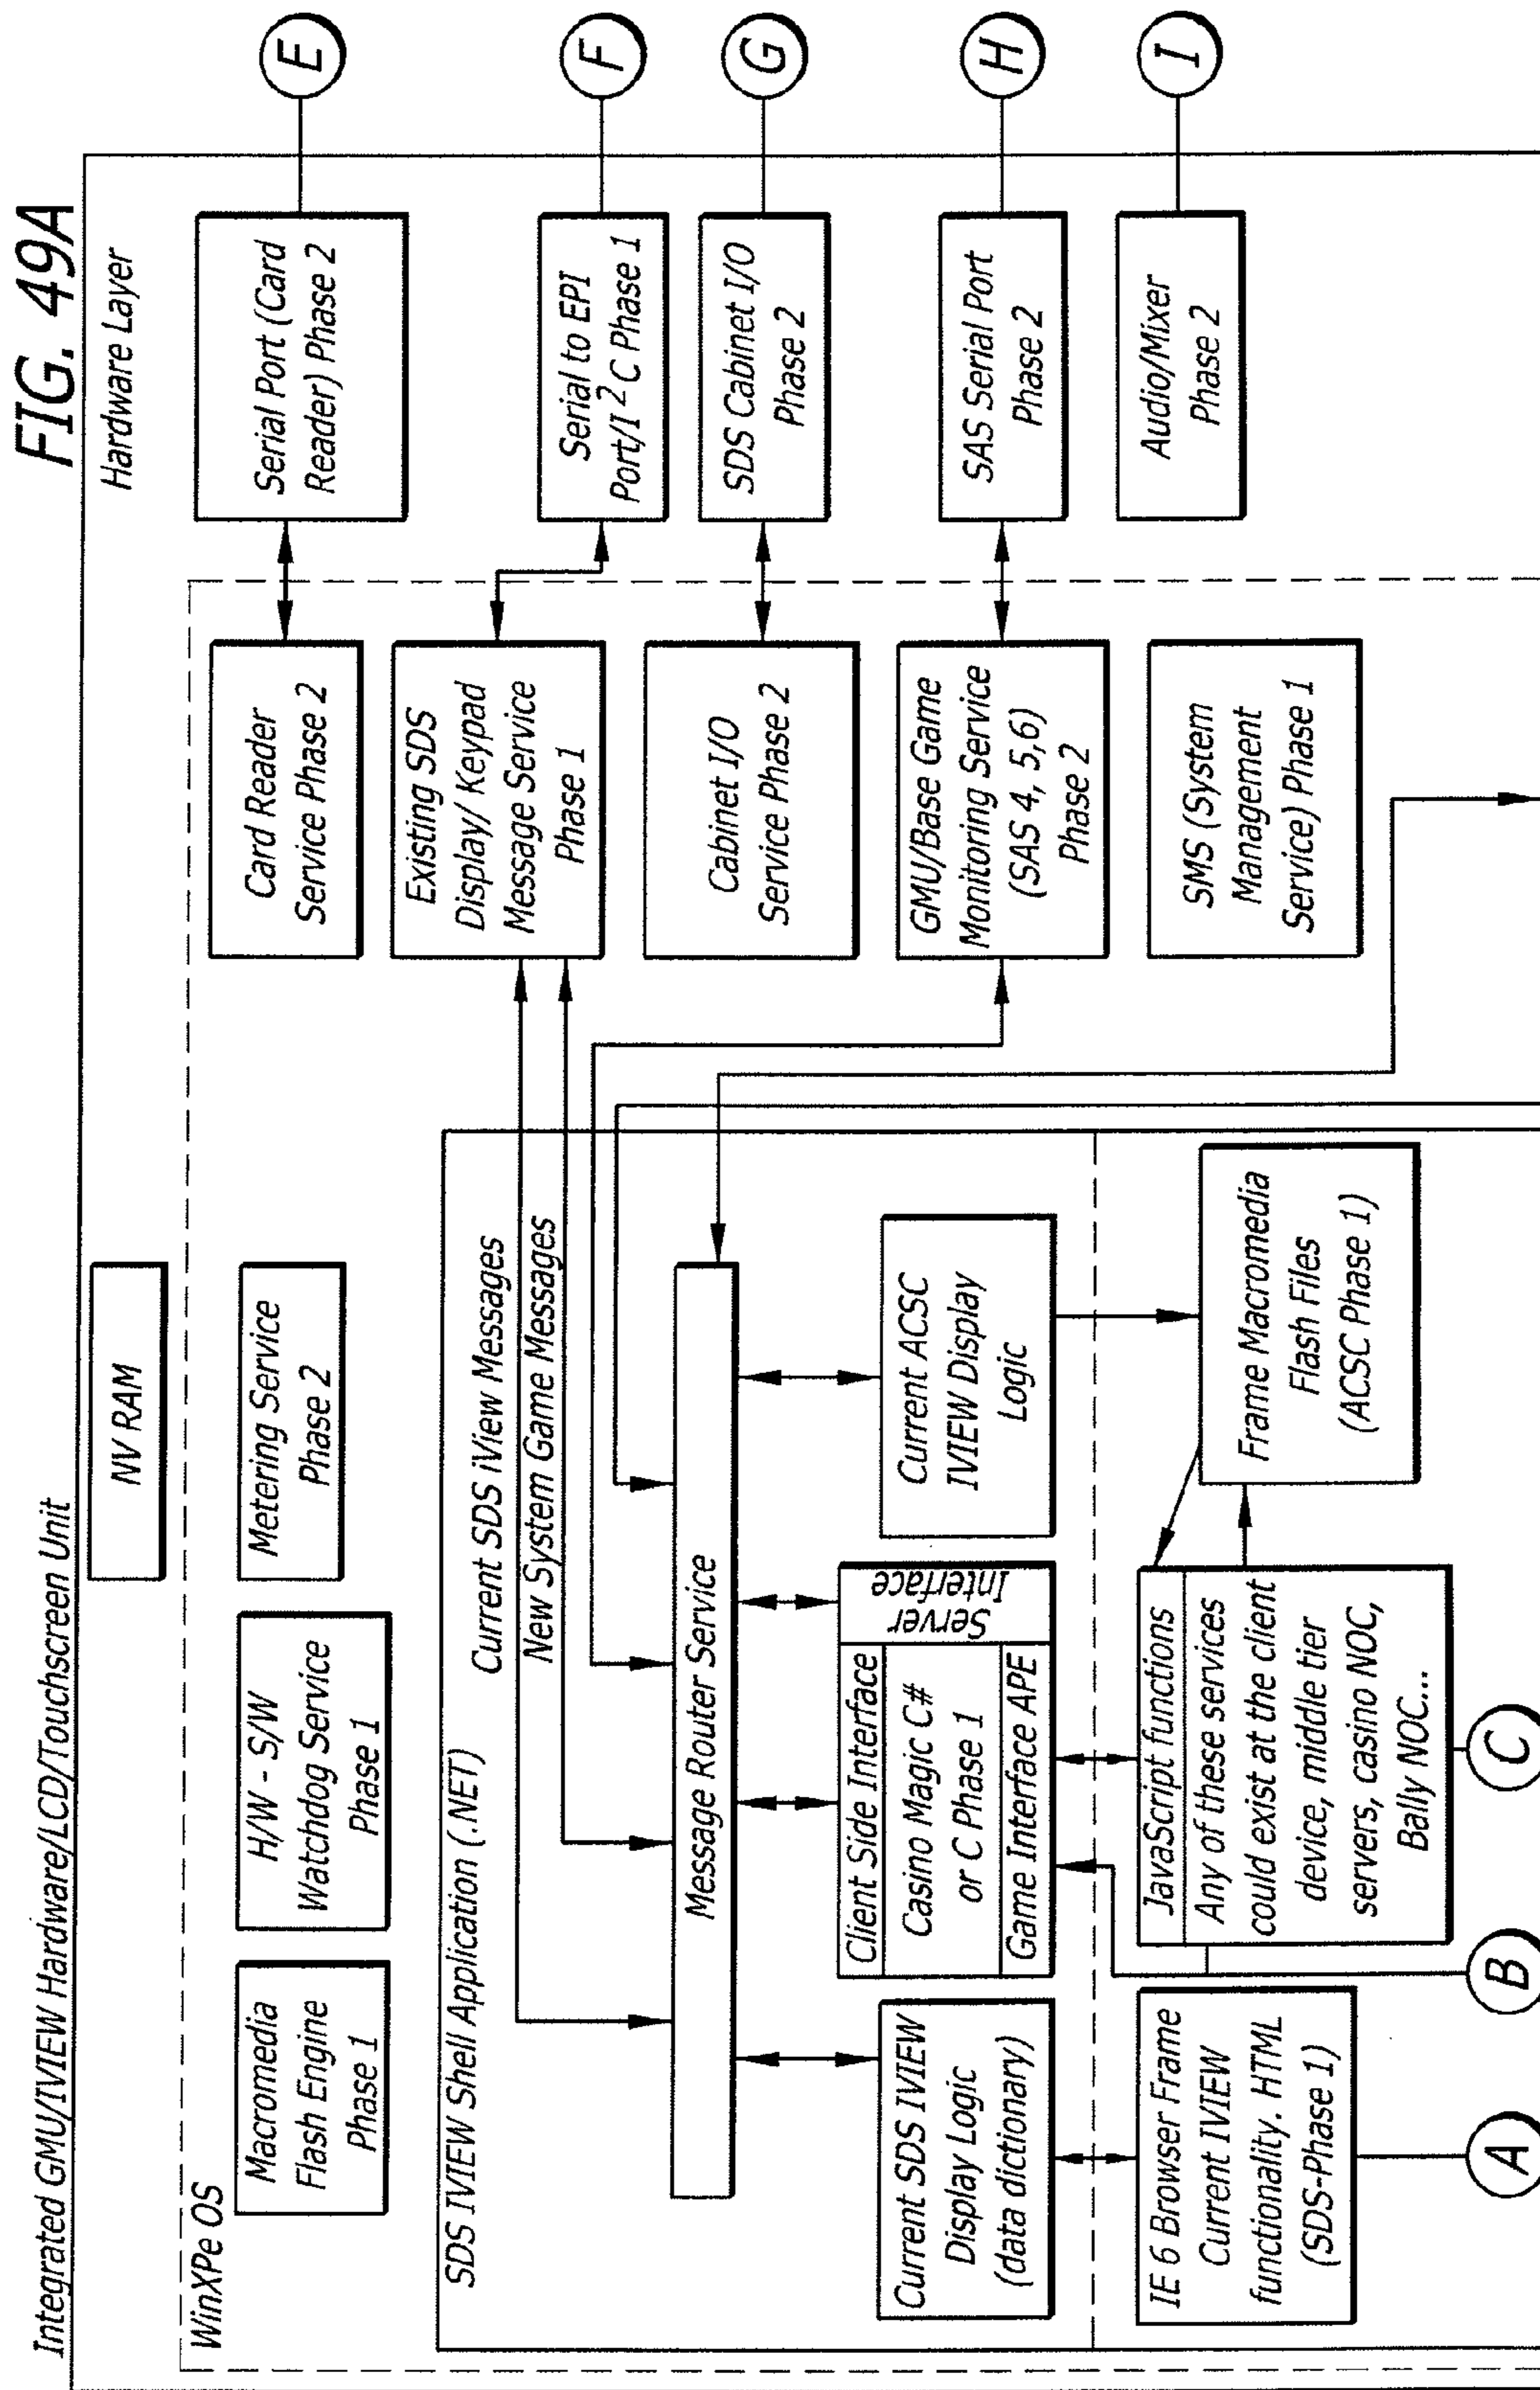 FIG. 49A
Integrated GMU/IVIEW Hardware/LCD/Touchscreen Unit
Hardware Layer
NV RAM
WinXPe OS
Macromedia
Flash Engine
Phase 1
H/W - S/W
Watchdog Service
Phase 1
Metering Service
Phase 2
Card Reader
Service Phase 2
Serial Port (Card
Reader) Phase 2
E
SDS IVIEW Shell Application (.NET)
Current SDS iView Messages
New System Game Messages
Existing SDS
Display/ Keypad
Message Service
Phase 1
Serial to EPI
Port/I²C Phase 1
F
Message Router Service
Cabinet I/O
Service Phase 2
SDS Cabinet I/O
Phase 2
G
Current SDS IVIEW
Display Logic
(data dictionary)
Client Side Interface
Casino Magic C#
or C Phase 1
Game Interface APE
Server
Interface
Current ACSC
IVIEW Display
Logic
GMU/Base Game
Monitoring Service
(SAS 4, 5,6)
Phase 2
SAS Serial Port
Phase 2
H
IE 6 Browser Frame
Current IVIEW
functionality. HTML
(SDS-Phase 1)
JavaScript functions
Any of these services
could exist at the client
device, middle tier
servers, casino NOC,
Bally NOC...
Frame Macromedia
Flash Files
(ACSC Phase 1)
SMS (System
Management
Service) Phase 1
Audio/Mixer
Phase 2
I
A
B
C